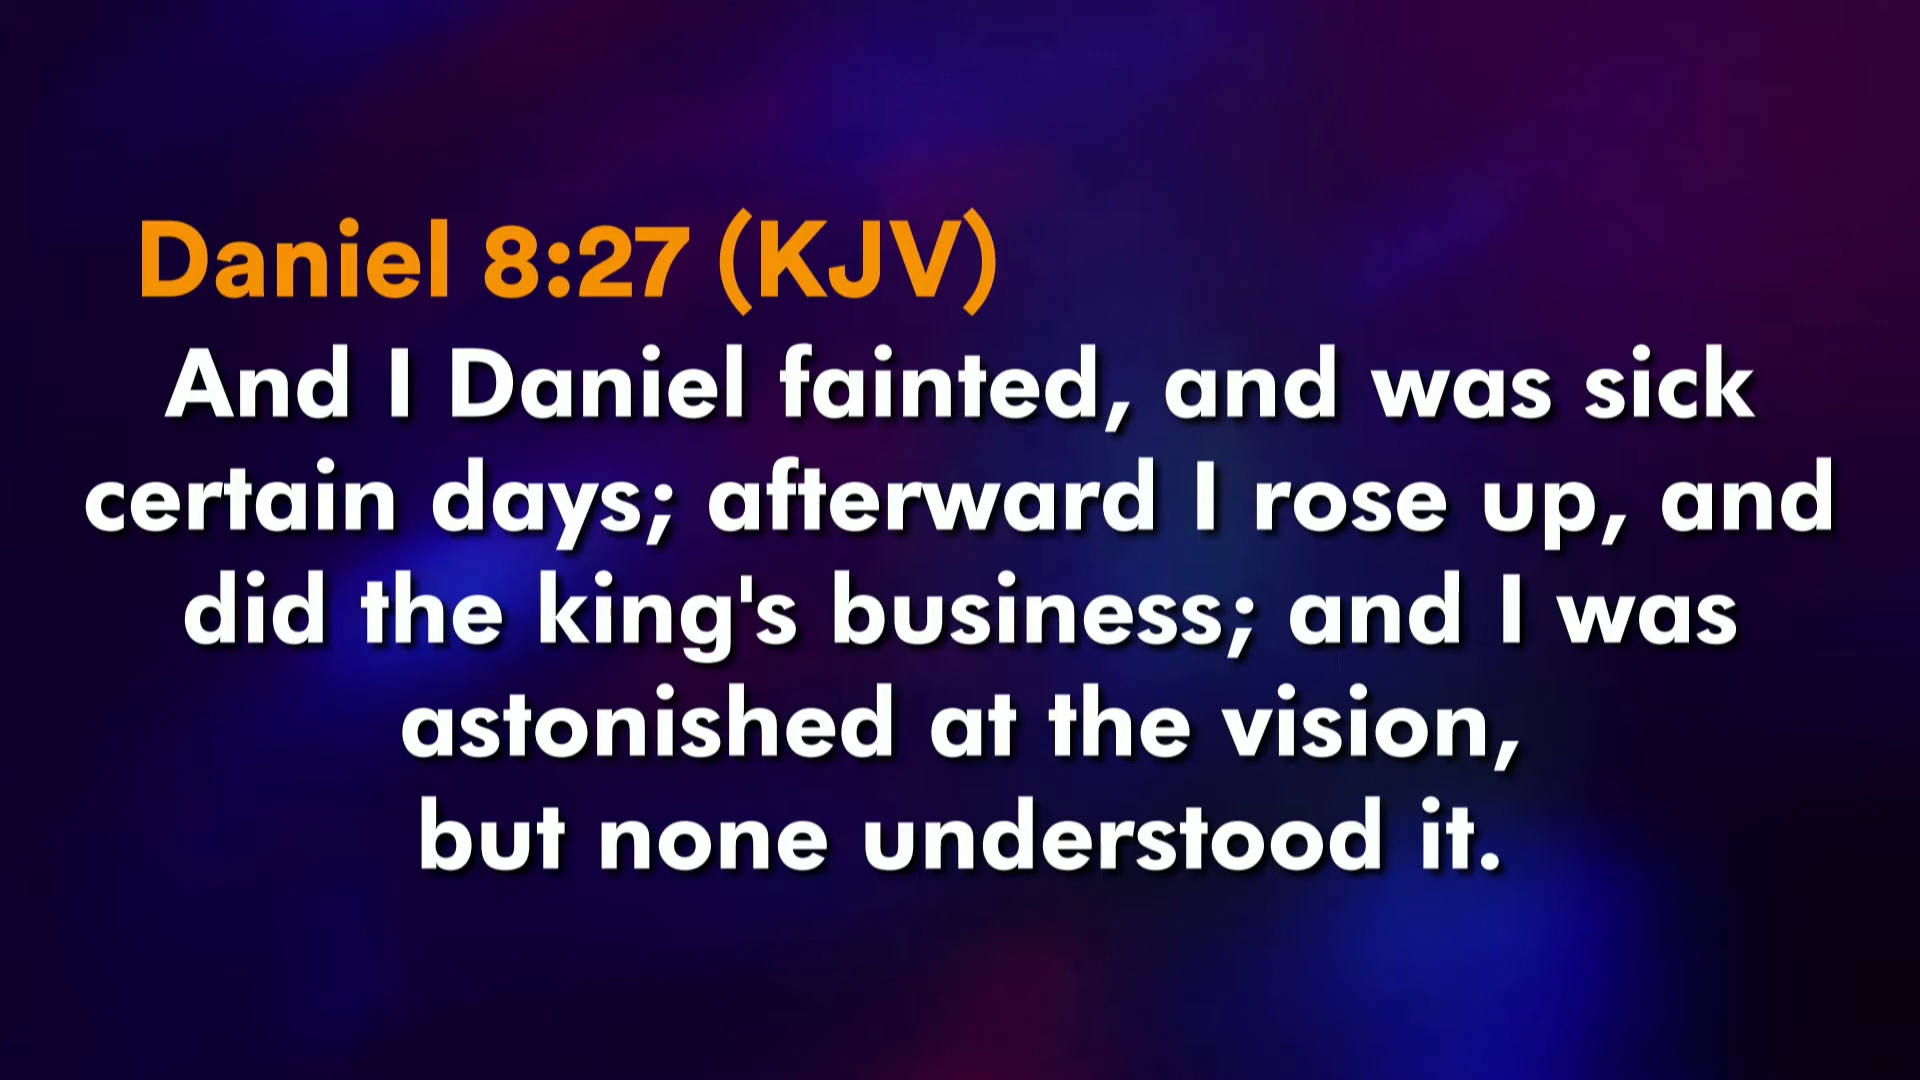 Daniel 8:27 (KJV)
And I Daniel fainted, and was sick
certain days; afterward I rose up, and
did the king's business; and I was
astonished at the vision,
but none understood it.